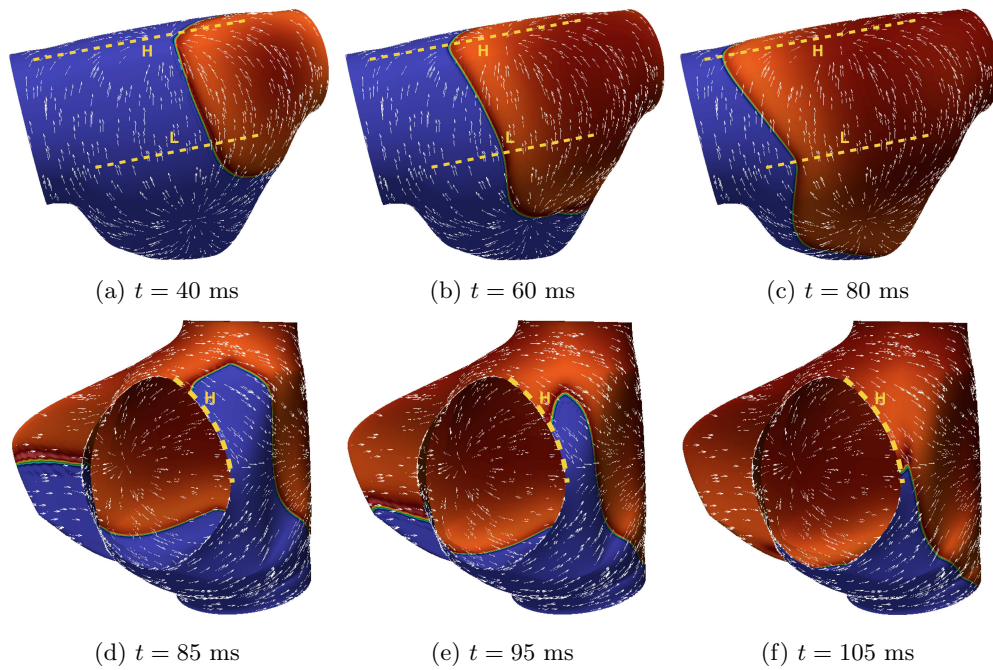 H H H
L L L
(a) t = 40 ms (b) t = 60 ms (c) t = 80 ms
H H H
(d) t = 85 ms (e) t = 95 ms (f) t = 105 ms